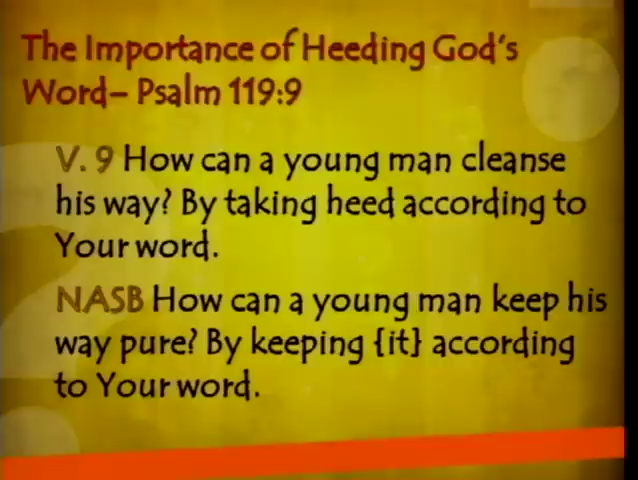 The Importance of Heeding God's
Word– Psalm 119:9
V. 9 How can a young man cleanse
his way? By taking heed according to
Your word.
NASB How can a young man keep his
way pure? By keeping {it} according
to Your word.